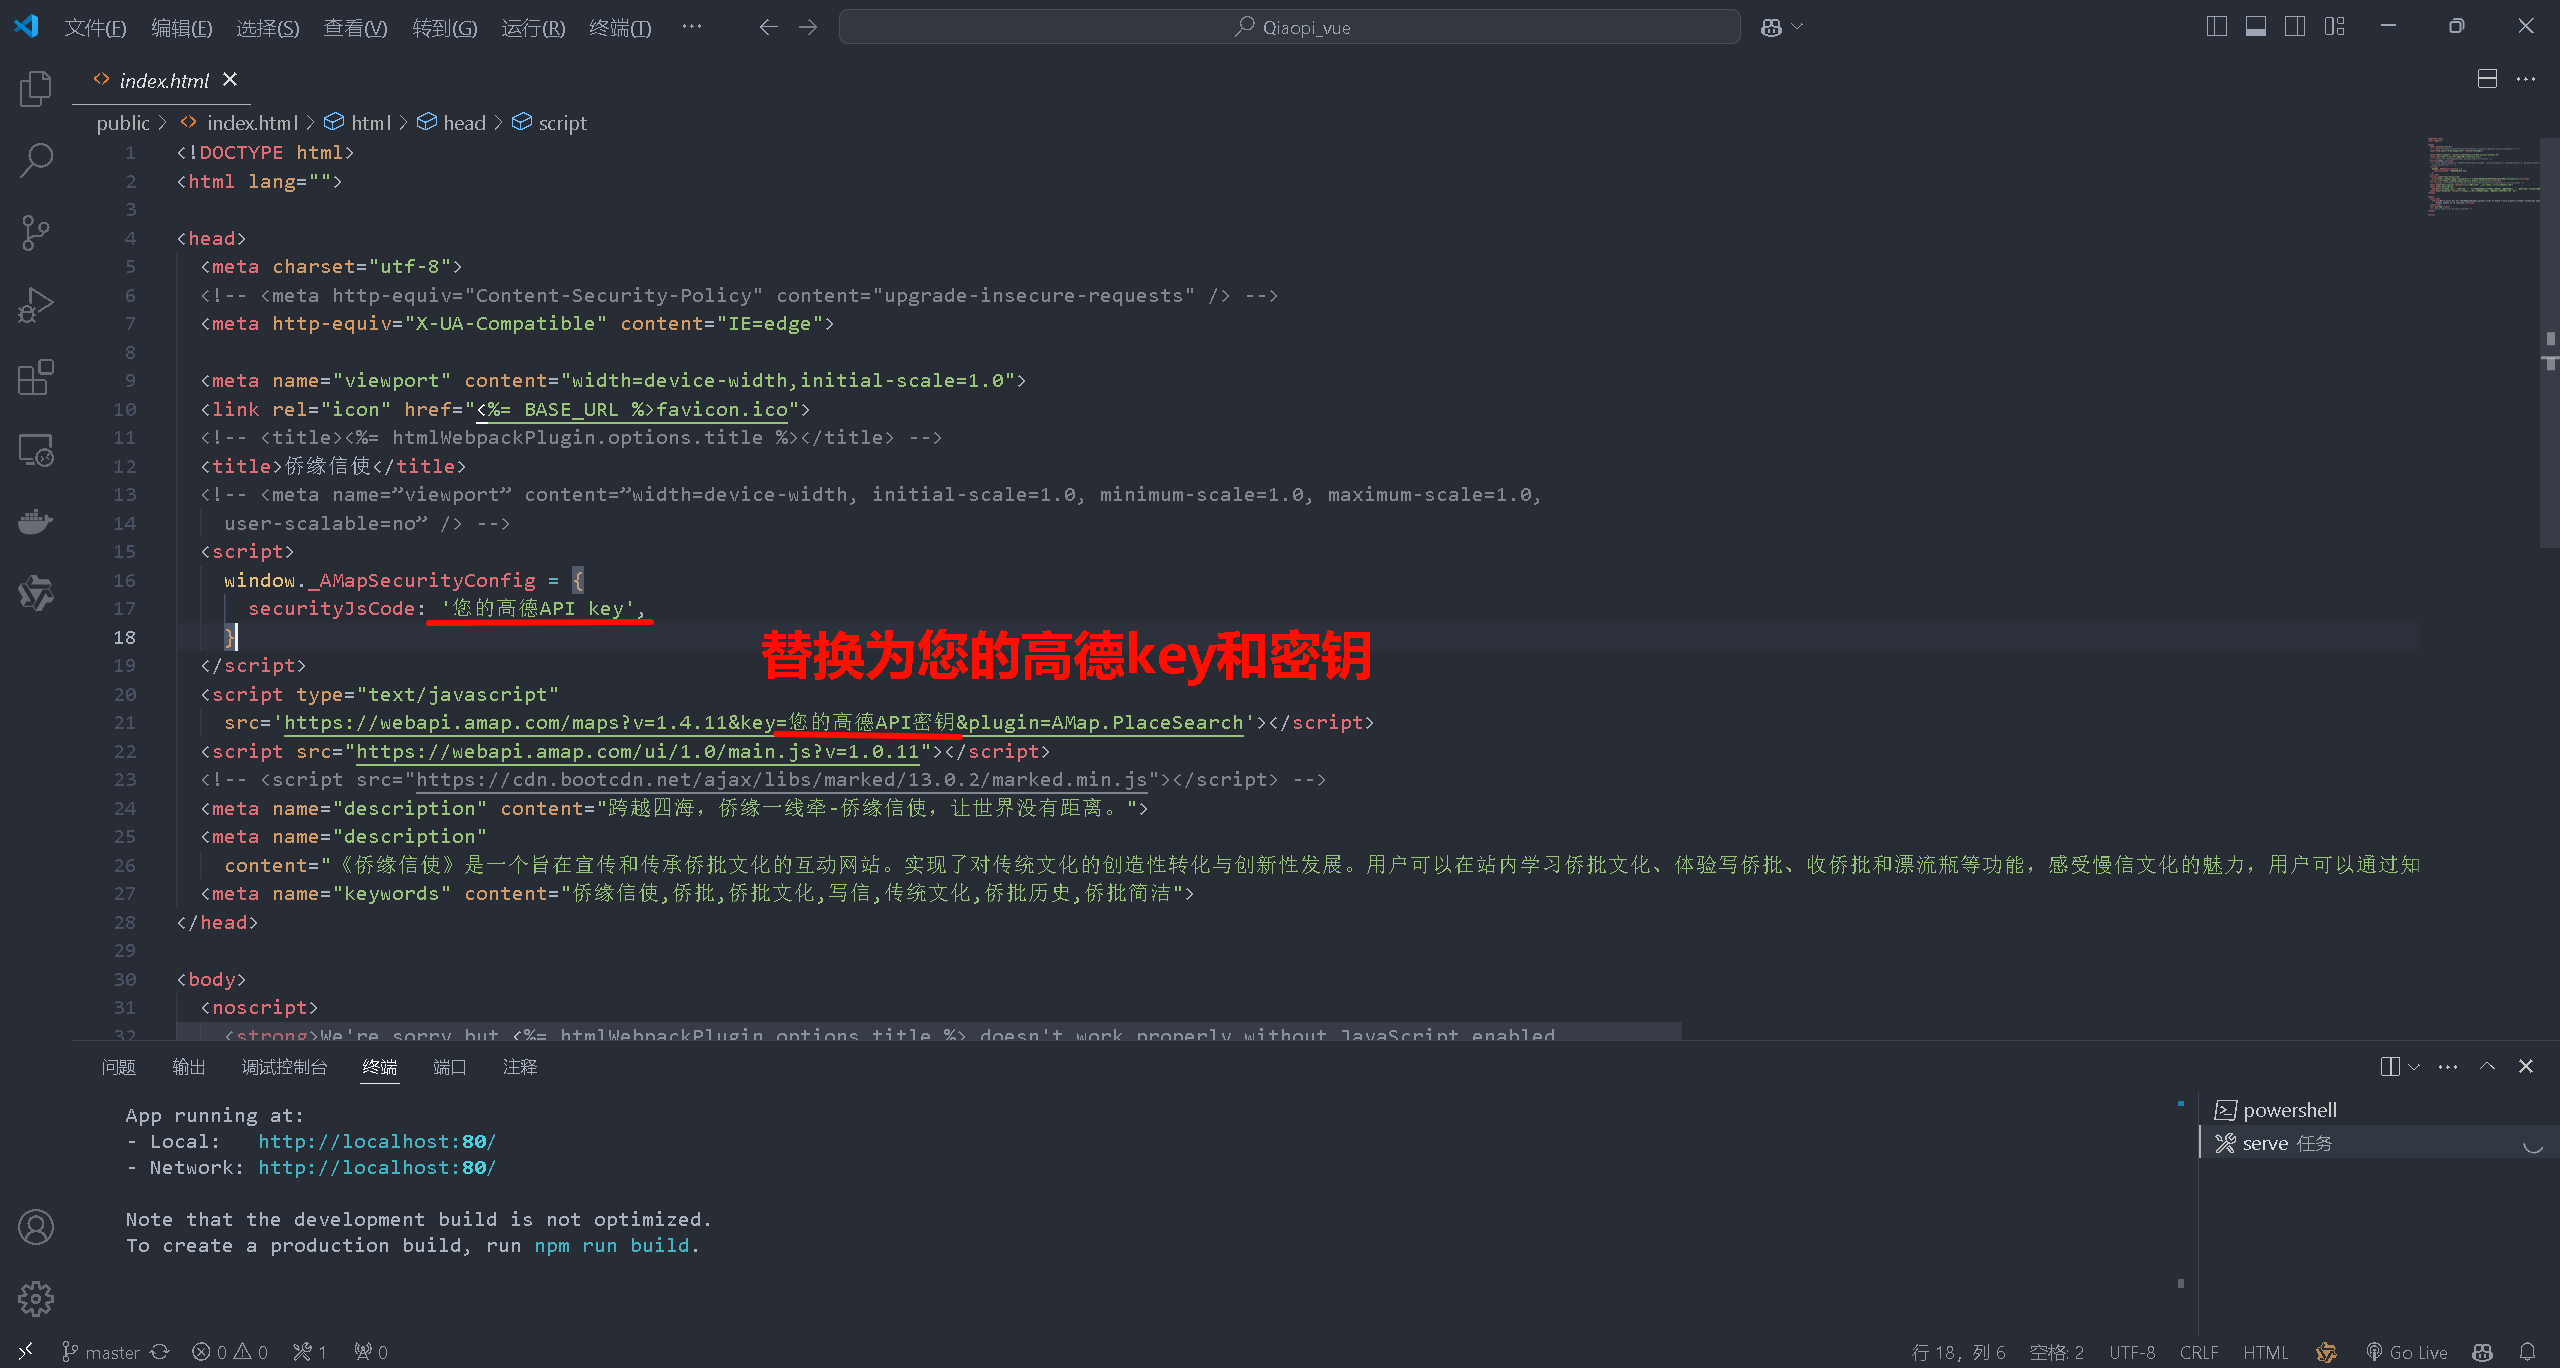 文件(F) 编辑(E) 选择(S) 查看(V) 转到(G) 运行(R) 终端(T) ··· Qiaopi_vue
index.html
public > index.html > html > head > script
1 <!DOCTYPE html>
2 <html lang="">
3
4 <head>
5 <meta charset="utf-8">
6 <!-- <meta http-equiv="Content-Security-Policy" content="upgrade-insecure-requests" /> -->
7 <meta http-equiv="X-UA-Compatible" content="IE=edge">
8
9 <meta name="viewport" content="width=device-width,initial-scale=1.0">
10 <link rel="icon" href="<%= BASE_URL %>favicon.ico">
11 <!-- <title><%= htmlWebpackPlugin.options.title %></title> -->
12 <title>侨缘信使</title>
13 <!-- <meta name=”viewport” content=”width=device-width, initial-scale=1.0, minimum-scale=1.0, maximum-scale=1.0,
14 user-scalable=no” /> -->
15 <script>
16 window._AMapSecurityConfig = {
17 securityJsCode: '您的高德API key',
18 }
替换为您的高德key和密钥
19 </script>
20 <script type="text/javascript"
21 src='https://webapi.amap.com/maps?v=1.4.11&key=您的高德API密钥&plugin=AMap.PlaceSearch'></script>
22 <script src="https://webapi.amap.com/ui/1.0/main.js?v=1.0.11"></script>
23 <!-- <script src="https://cdn.bootcdn.net/ajax/libs/marked/13.0.2/marked.min.js"></script> -->
24 <meta name="description" content="跨越四海，侨缘一线牵-侨缘信使，让世界没有距离。">
25 <meta name="description"
26 content="《侨缘信使》是一个旨在宣传和传承侨批文化的互动网站。实现了对传统文化的创造性转化与创新性发展。用户可以在站内学习侨批文化、体验写侨批、收侨批和漂流瓶等功能，感受慢信文化的魅力，用户可以通过知
27 <meta name="keywords" content="侨缘信使,侨批,侨批文化,写信,传统文化,侨批历史,侨批简洁">
28 </head>
29
30 <body>
31 <noscript>
32 <strong>We're sorry but <%= htmlWebpackPlugin.options.title %> doesn't work properly without JavaScript enabled
问题 输出 调试控制台 终端 端口 注释
App running at:
- Local: http://localhost:80/
- Network: http://localhost:80/
Note that the development build is not optimized.
To create a production build, run npm run build.
powershell
serve 任务
master 0 0 1 0 行 18，列 6 空格: 2 UTF-8 CRLF HTML Go Live